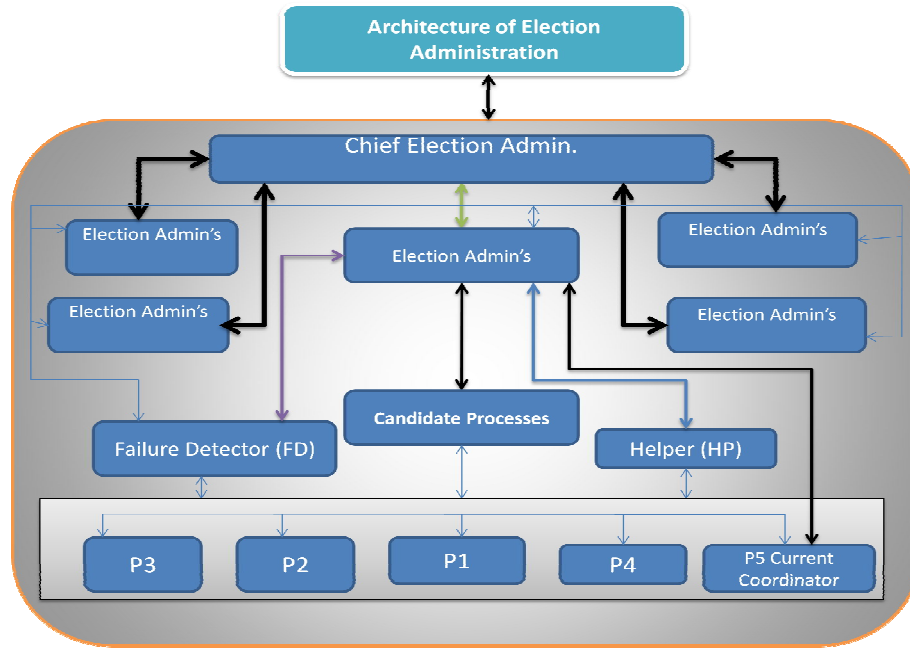 Architecture of Election
Administration
Chief Election Admin.
Election Admin's
Election Admin's
Election Admin's
Election Admin's
Election Admin's
Candidate Processes
Failure Detector (FD)
Helper (HP)
P3
P2
P1
P4
P5 Current
Coordinator